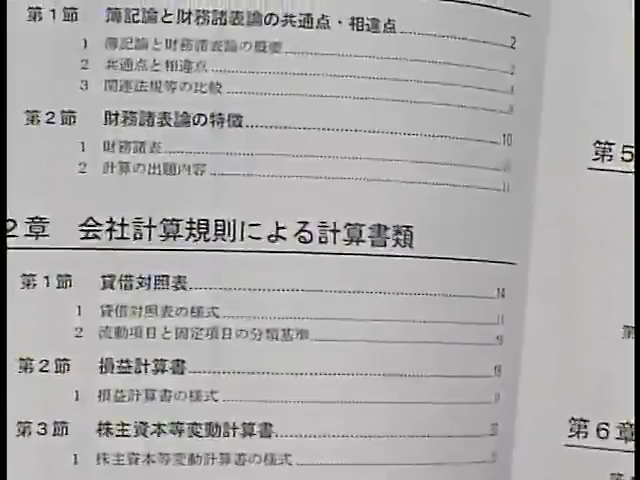 第1節 簿記論と財務諸表論の共通点・相違点 2
1 簿記論と財務諸表論の概要
2 共通点と相違点
3 関連法規等の比較
第2節 財務諸表論の特徴 10
1 財務諸表
2 計算の出題内容 11
2章 会社計算規則による計算書類
第1節 貸借対照表 14
1 貸借対照表の様式
2 流動項目と固定項目の分類基準
第2節 損益計算書
1 損益計算書の様式
第3節 株主資本等変動計算書
1 株主資本等変動計算書の様式
第5
第6章